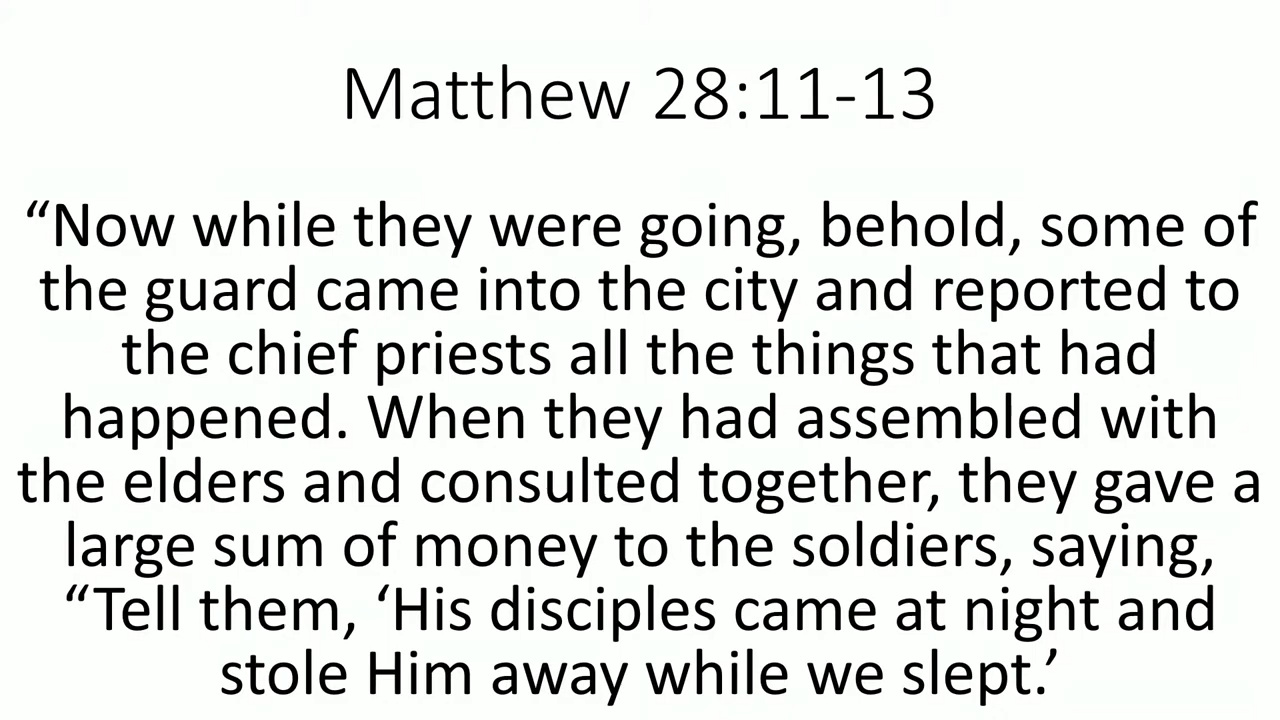 Matthew 28:11-13
“Now while they were going, behold, some of
the guard came into the city and reported to
the chief priests all the things that had
happened. When they had assembled with
the elders and consulted together, they gave a
large sum of money to the soldiers, saying,
“Tell them, ‘His disciples came at night and
stole Him away while we slept.’